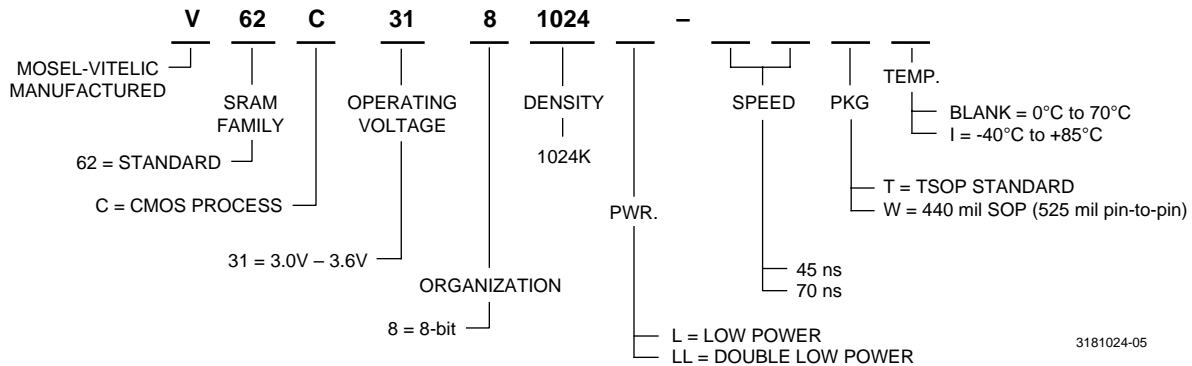 V 62 C 31 8 1024 –
MOSEL-VITELIC
MANUFACTURED
SRAM
FAMILY
62 = STANDARD
C = CMOS PROCESS
OPERATING
VOLTAGE
31 = 3.0V – 3.6V
ORGANIZATION
8 = 8-bit
DENSITY
1024K
PWR.
L = LOW POWER
LL = DOUBLE LOW POWER
SPEED
45 ns
70 ns
PKG
T = TSOP STANDARD
W = 440 mil SOP (525 mil pin-to-pin)
TEMP.
BLANK = 0°C to 70°C
I = -40°C to +85°C
3181024-05